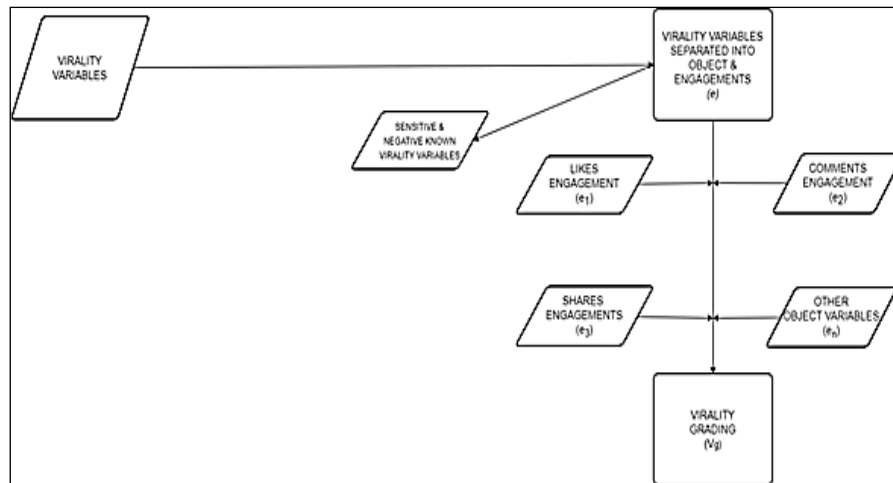 VIRALITY
VARIABLES
VIRALITY VARIABLES
SEPARATED INTO
OBJECT &
ENGAGEMENTS
(e)
SENSITIVE &
NEGATIVE KNOWN
VIRALITY VARIABLES
LIKES
ENGAGEMENT
(e₁)
COMMENTS
ENGAGEMENT
(e₂)
SHARES
ENGAGEMENTS
(e₃)
OTHER
OBJECT VARIABLES
(eₙ)
VIRALITY
GRADING
(Vg)